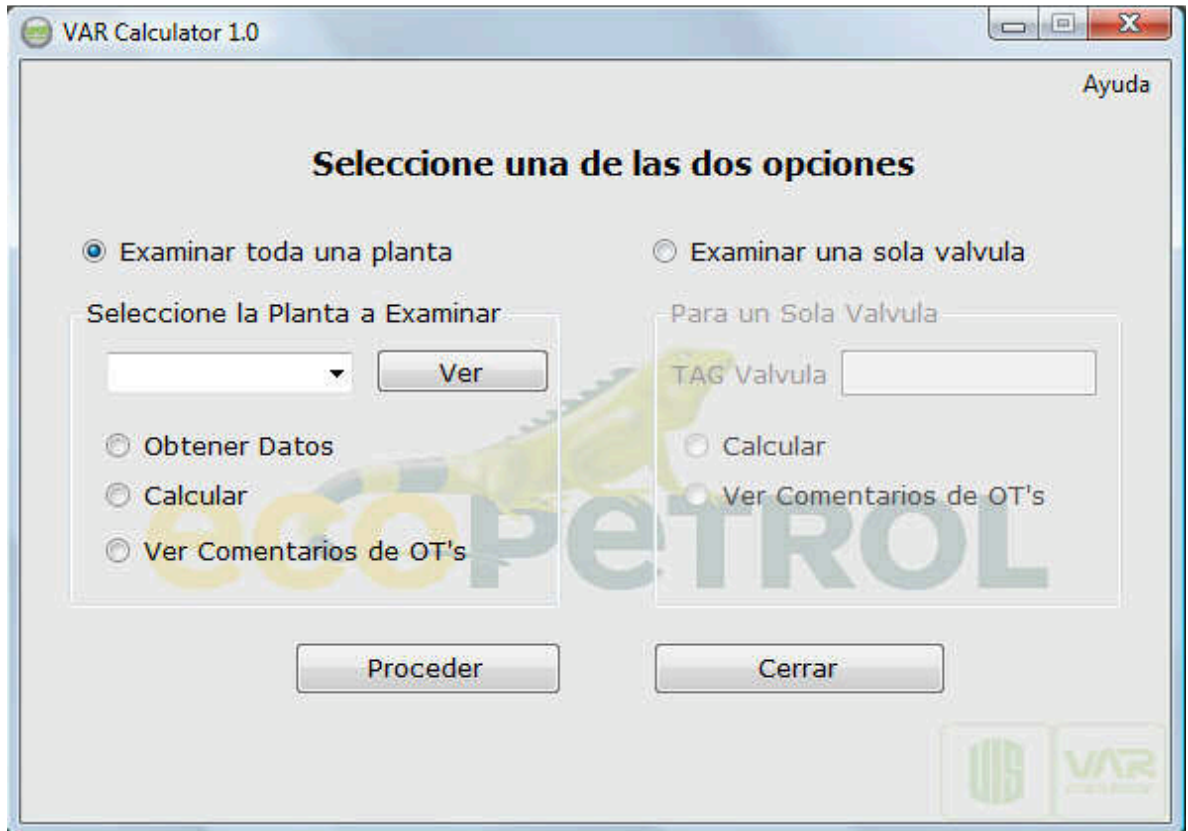 VAR Calculator 1.0
Ayuda
Seleccione una de las dos opciones
Examinar toda una planta
Examinar una sola valvula
Seleccione la Planta a Examinar
Para un Sola Valvula
Ver
TAG Valvula
Obtener Datos
Calcular
Calcular
Ver Comentarios de OT's
Ver Comentarios de OT's
ecoPeTROL
Proceder
Cerrar
UIS
VAR